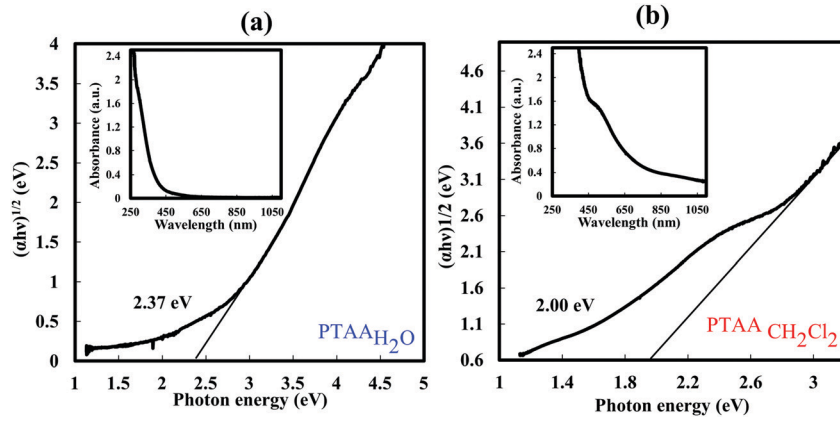 (a)
4
3.5
3
2.5
2
1.5
1
0.5
0
(αhν)1/2 (eV)
2.4
2
1.6
1.2
0.8
0.4
0
Absorbance (a.u.)
250 450 650 850 1050
Wavelength (nm)
2.37 eV
PTAAH2O
1 1.5 2 2.5 3 3.5 4 4.5 5
Photon energy (eV)
(b)
4.6
4.1
3.6
3.1
2.6
2.1
1.6
1.1
0.6
(αhν)1/2 (eV)
2.4
2
1.6
1.2
0.8
0.4
0
Absorbance (a.u.)
250 450 650 850 1050
Wavelength (nm)
2.00 eV
PTAA CH2Cl2
1 1.4 1.8 2.2 2.6 3
Photon energy (eV)